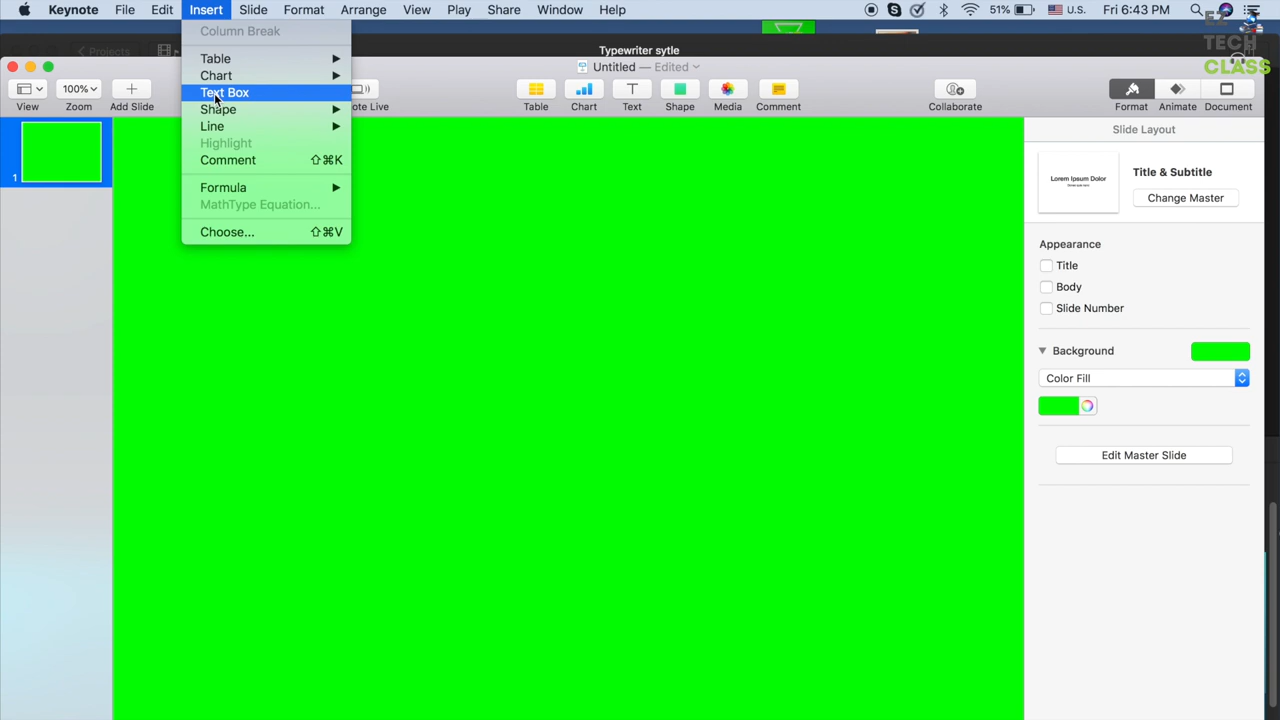 Keynote File Edit Insert Slide Format Arrange View Play Share Window Help 51% U.S. Fri 6:43 PM
EZ
TECH
CLASS
Projects
Typewriter sytle
Untitled — Edited
100%
View Zoom Add Slide
Live
Table Chart Text Shape Media Comment
Collaborate
Format Animate Document
Column Break
Table
Chart
Text Box
Shape
Line
Highlight
Comment ⇧⌘K
Formula
MathType Equation...
Choose... ⇧⌘V
1
Slide Layout
Lorem Ipsum Dolor
Title & Subtitle
Change Master
Appearance
Title
Body
Slide Number
Background
Color Fill
Edit Master Slide